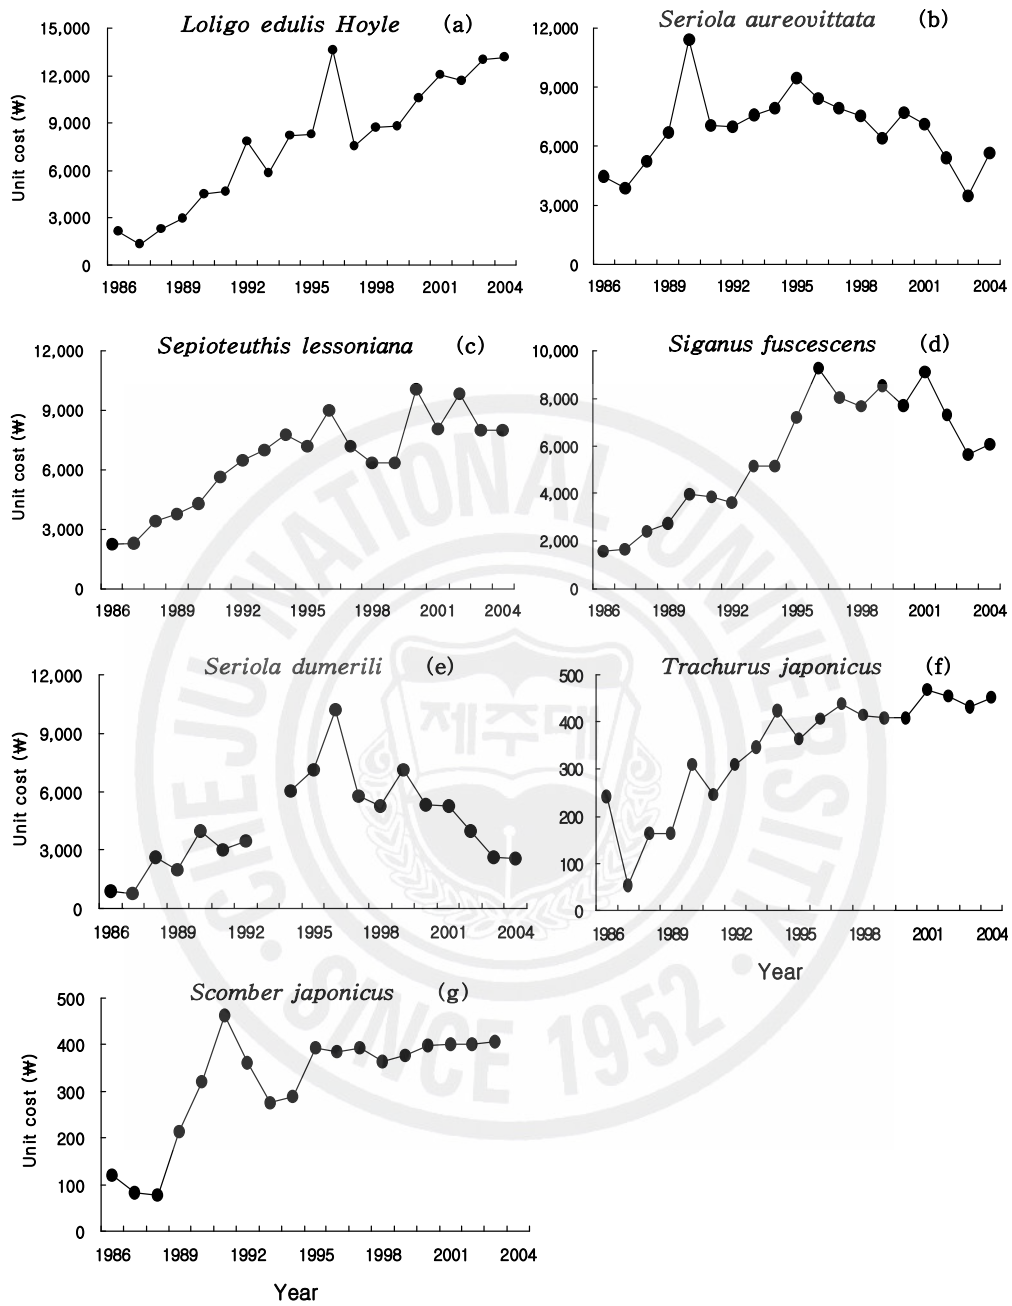 Loligo edulis Hoyle (a)
Unit cost (₩)
15,000
12,000
9,000
6,000
3,000
0
1986 1989 1992 1995 1998 2001 2004
Seriola aureovittata (b)
12,000
9,000
6,000
3,000
0
1986 1989 1992 1995 1998 2001 2004
Sepioteuthis lessoniana (c)
Unit cost (₩)
12,000
9,000
6,000
3,000
0
1986 1989 1992 1995 1998 2001 2004
Siganus fuscescens (d)
10,000
8,000
6,000
4,000
2,000
0
1986 1989 1992 1995 1998 2001 2004
Seriola dumerili (e)
Unit cost (₩)
12,000
9,000
6,000
3,000
0
1986 1989 1992 1995 1998 2001 2004
Trachurus japonicus (f)
500
400
300
200
100
0
1986 1989 1992 1995 1998 2001 2004
Year
Scomber japonicus (g)
Unit cost (₩)
500
400
300
200
100
0
1986 1989 1992 1995 1998 2001 2004
Year
CHEJU NATIONAL UNIVERSITY
제주대
SINCE 1952